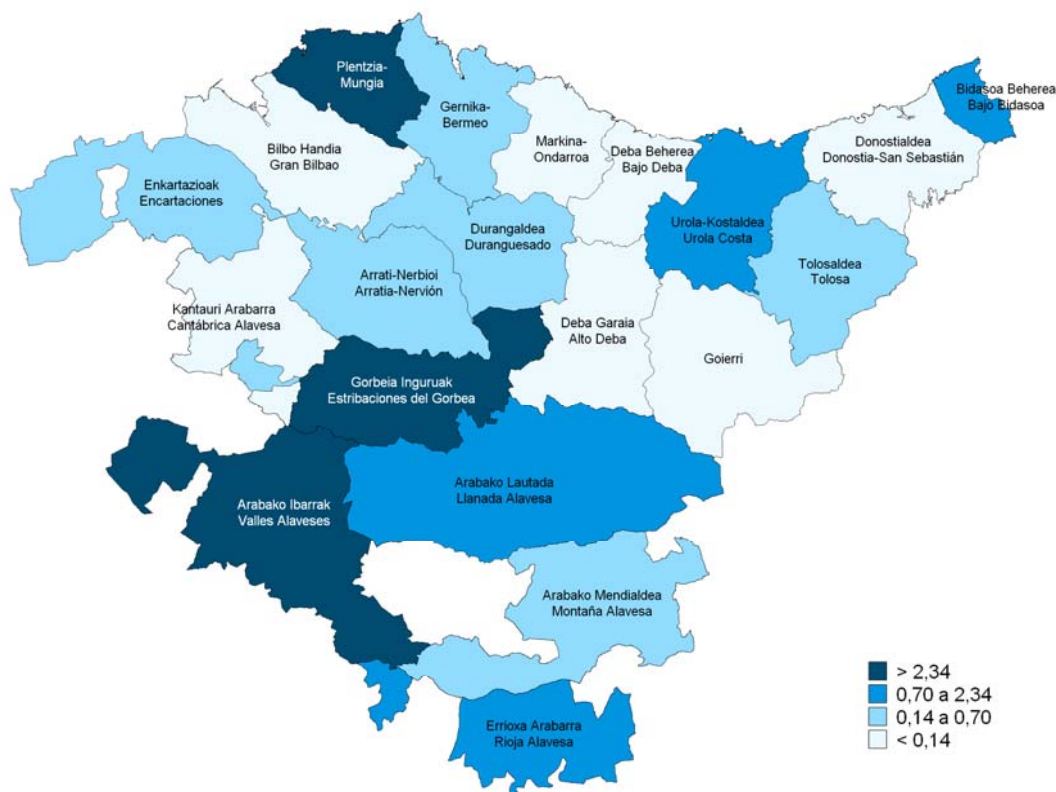 Plentzia-
Mungia
Gernika-
Bermeo
Bidasoa Beherea
Bajo Bidasoa
Bilbo Handia
Gran Bilbao
Markina-
Ondarroa
Deba Beherea
Bajo Deba
Donostialdea
Donostia-San Sebastián
Enkartazioak
Encartaciones
Durangaldea
Duranguesado
Urola-Kostaldea
Urola Costa
Arrati-Nerbioi
Arratia-Nervión
Tolosaldea
Tolosa
Kantauri Arabarra
Cantábrica Alavesa
Deba Garaia
Alto Deba
Goierri
Gorbeia Inguruak
Estribaciones del Gorbea
Arabako Lautada
Llanada Alavesa
Arabako Ibarrak
Valles Alaveses
Arabako Mendialdea
Montaña Alavesa
Errioxa Arabarra
Rioja Alavesa
> 2,34
0,70 a 2,34
0,14 a 0,70
< 0,14